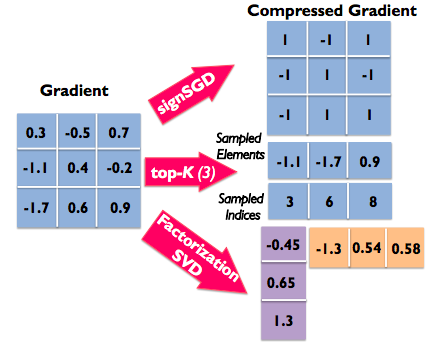 Compressed Gradient
1 -1 1
-1 1 -1
-1 1 1
signSGD
Gradient
0.3 -0.5 0.7
-1.1 0.4 -0.2
-1.7 0.6 0.9
top-K (3)
Sampled
Elements
-1.1 -1.7 0.9
Sampled
Indices
3 6 8
Factorization
SVD
-0.45
0.65
1.3
-1.3 0.54 0.58